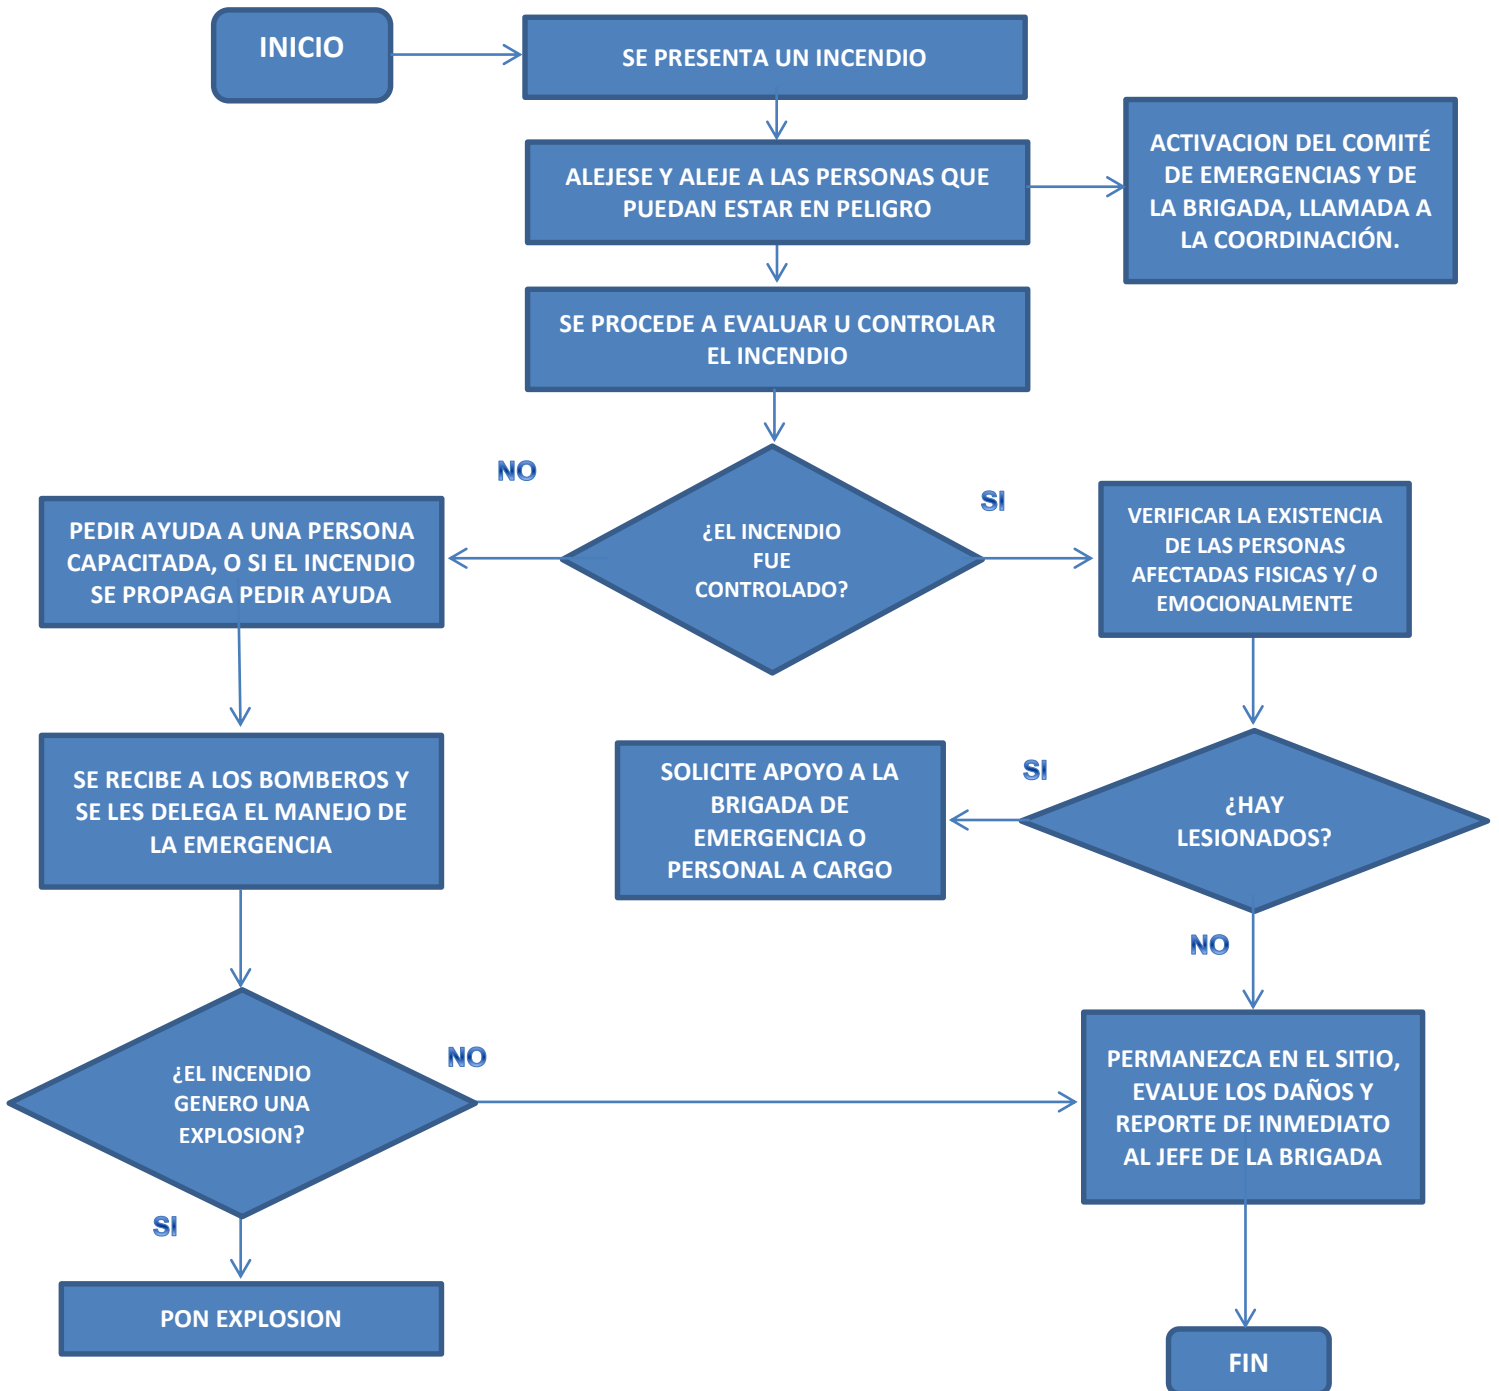 INICIO
SE PRESENTA UN INCENDIO
ALEJESE Y ALEJE A LAS PERSONAS QUE
PUEDAN ESTAR EN PELIGRO
ACTIVACION DEL COMITÉ
DE EMERGENCIAS Y DE
LA BRIGADA, LLAMADA A
LA COORDINACIÓN.
SE PROCEDE A EVALUAR U CONTROLAR
EL INCENDIO
NO
SI
¿EL INCENDIO
FUE
CONTROLADO?
PEDIR AYUDA A UNA PERSONA
CAPACITADA, O SI EL INCENDIO
SE PROPAGA PEDIR AYUDA
VERIFICAR LA EXISTENCIA
DE LAS PERSONAS
AFECTADAS FISICAS Y/ O
EMOCIONALMENTE
SE RECIBE A LOS BOMBEROS Y
SE LES DELEGA EL MANEJO DE
LA EMERGENCIA
SOLICITE APOYO A LA
BRIGADA DE
EMERGENCIA O
PERSONAL A CARGO
SI
¿HAY
LESIONADOS?
NO
¿EL INCENDIO
GENERO UNA
EXPLOSION?
NO
PERMANEZCA EN EL SITIO,
EVALUE LOS DAÑOS Y
REPORTE DE INMEDIATO
AL JEFE DE LA BRIGADA
SI
PON EXPLOSION
FIN